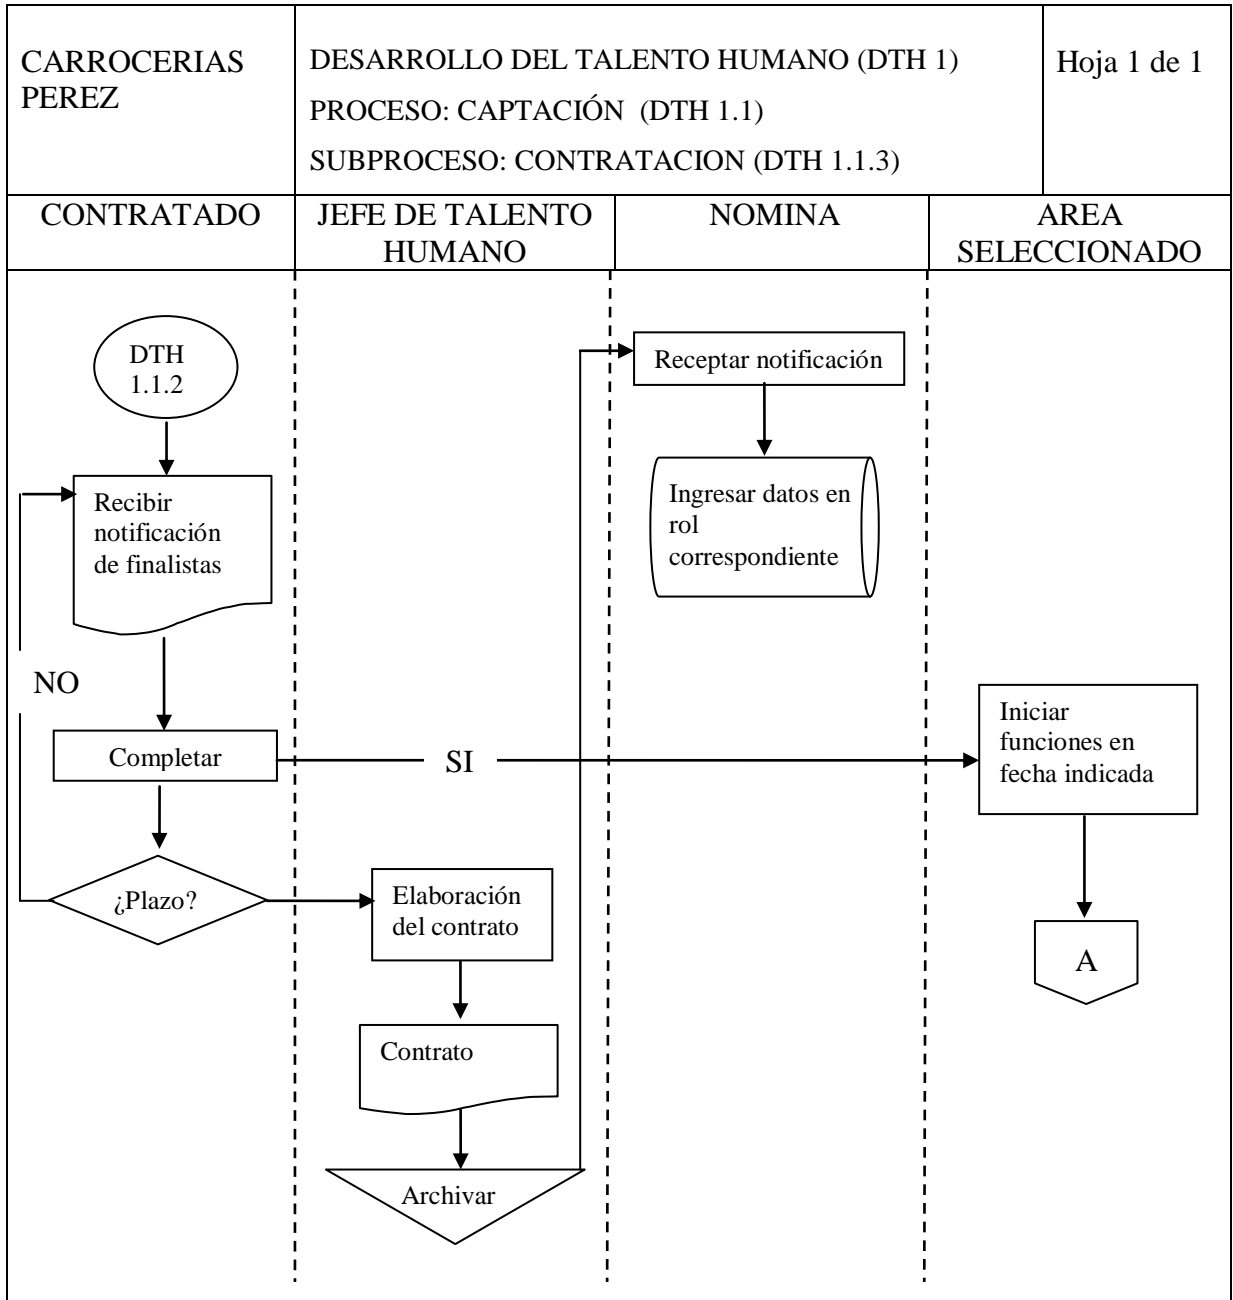 CARROCERIAS
PEREZ
DESARROLLO DEL TALENTO HUMANO (DTH 1)
PROCESO: CAPTACIÓN (DTH 1.1)
SUBPROCESO: CONTRATACION (DTH 1.1.3)
Hoja 1 de 1
CONTRATADO
JEFE DE TALENTO
HUMANO
NOMINA
AREA
SELECCIONADO
DTH
1.1.2
Receptar notificación
Recibir
notificación
de finalistas
Ingresar datos en
rol
correspondiente
NO
Completar
SI
Iniciar
funciones en
fecha indicada
¿Plazo?
Elaboración
del contrato
A
Contrato
Archivar